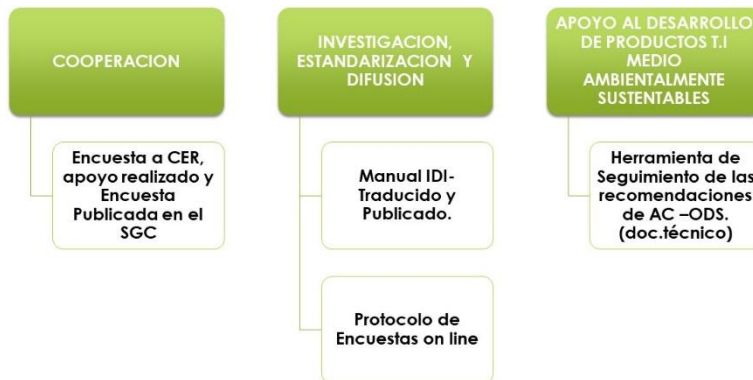 COOPERACION
Encuesta a CER,
apoyo realizado y
Encuesta
Publicada en el
SGC
INVESTIGACION,
ESTANDARIZACION Y
DIFUSION
Manual IDI-
Traducido y
Publicado.
Protocolo de
Encuestas on line
APOYO AL DESARROLLO
DE PRODUCTOS T.I
MEDIO
AMBIENTALMENTE
SUSTENTABLES
Herramienta de
Seguimiento de las
recomendaciones
de AC –ODS.
(doc.técnico)